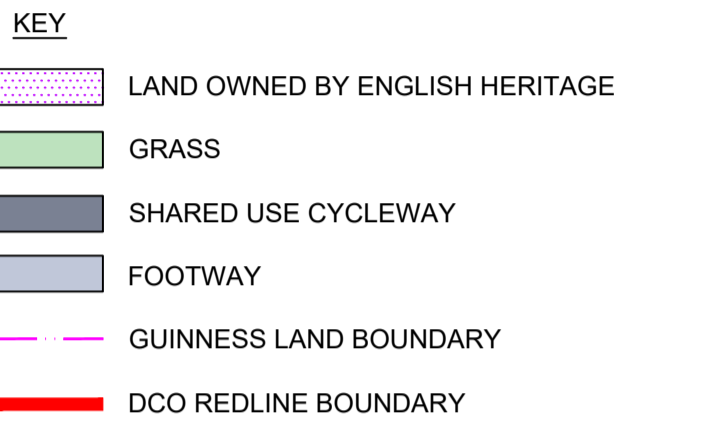 KEY
LAND OWNED BY ENGLISH HERITAGE
GRASS
SHARED USE CYCLEWAY
FOOTWAY
GUINNESS LAND BOUNDARY
DCO REDLINE BOUNDARY